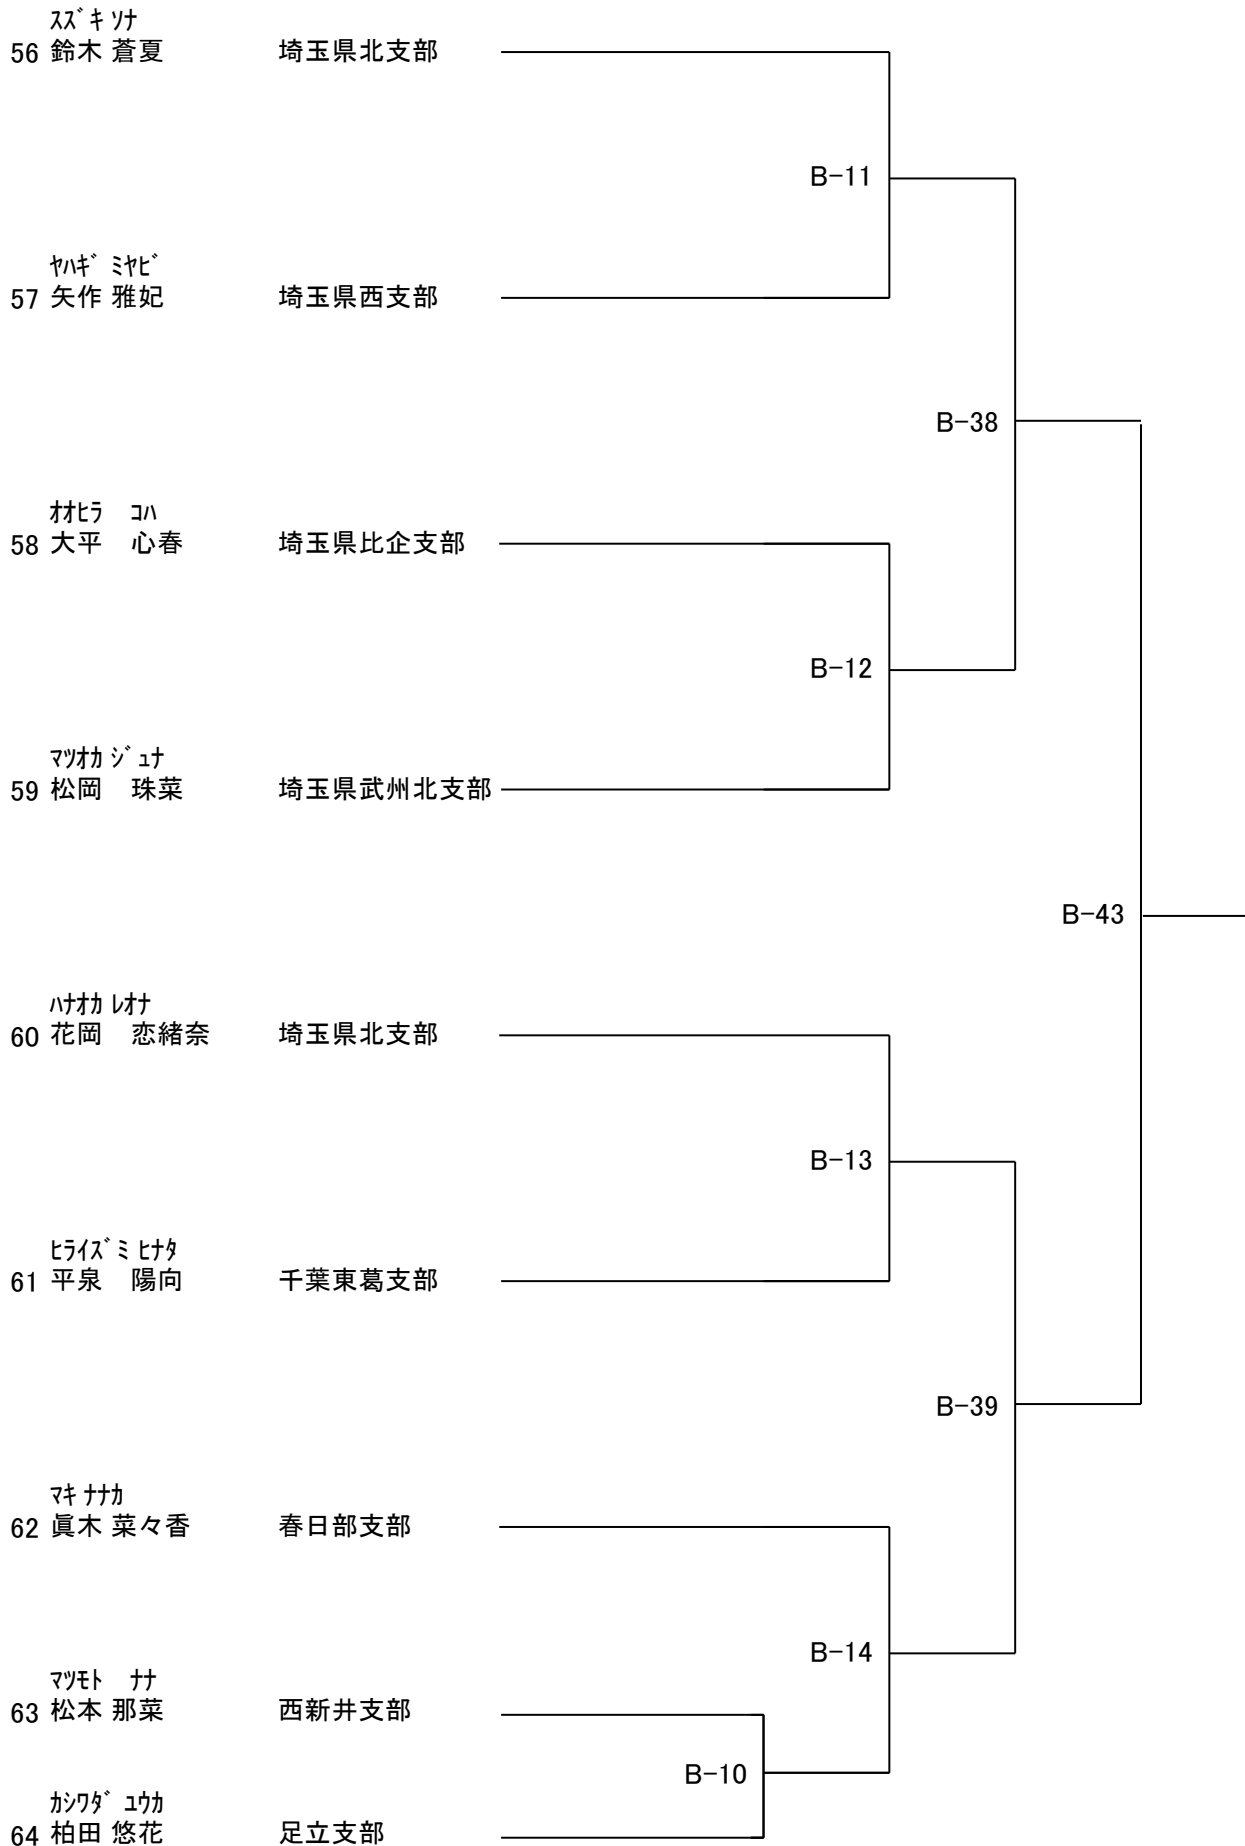 ｽｽﾞｷ ｿﾅ
56 鈴木 蒼夏 埼玉県北支部
B-11
ﾔﾊｷﾞ ﾐﾔﾋﾞ
57 矢作 雅妃 埼玉県西支部
B-38
ｵｵﾋﾗ　ｺﾊ
58 大平　心春 埼玉県比企支部
B-12
ﾏﾂｵｶ ｼﾞｭﾅ
59 松岡　珠菜 埼玉県武州北支部
B-43
ﾊﾅｵｶ ﾚｵﾅ
60 花岡　恋緒奈 埼玉県北支部
B-13
ﾋﾗｲｽﾞﾐ ﾋﾅﾀ
61 平泉　陽向 千葉東葛支部
B-39
ﾏｷ ﾅﾅｶ
62 眞木 菜々香 春日部支部
B-14
ﾏﾂﾓﾄ　ﾅﾅ
63 松本 那菜 西新井支部
B-10
ｶｼﾜﾀﾞ ﾕｳｶ
64 柏田 悠花 足立支部